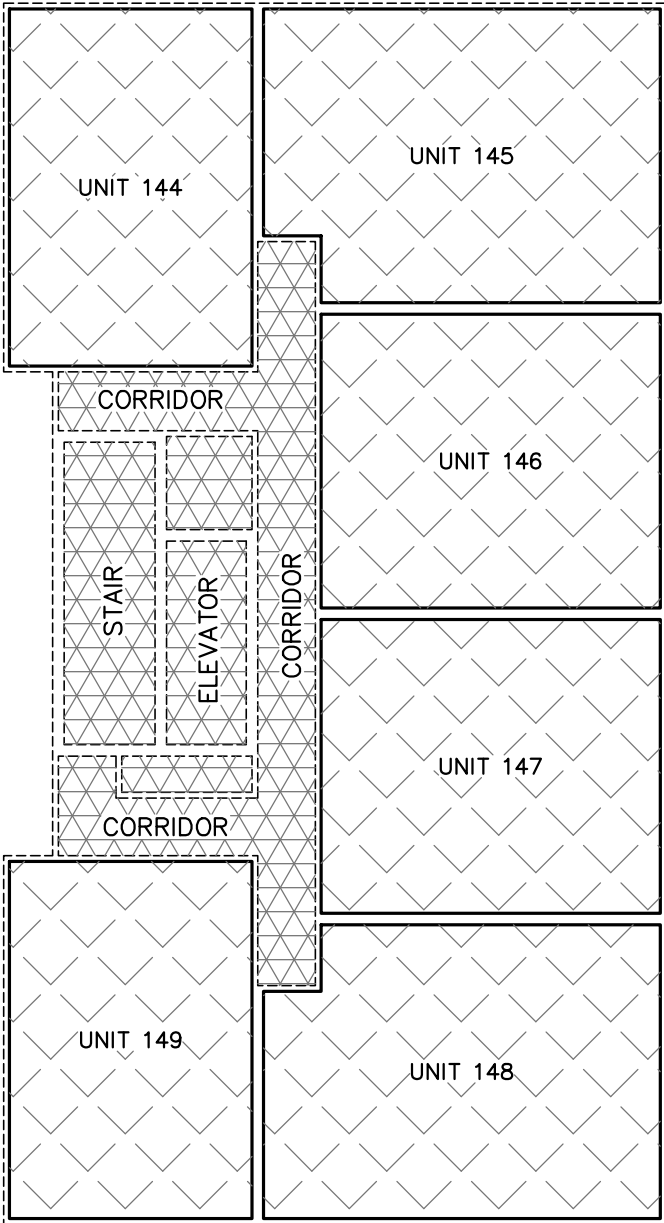 UNIT 144
UNIT 145
CORRIDOR
UNIT 146
STAIR
ELEVATOR
CORRIDOR
UNIT 147
CORRIDOR
UNIT 149
UNIT 148